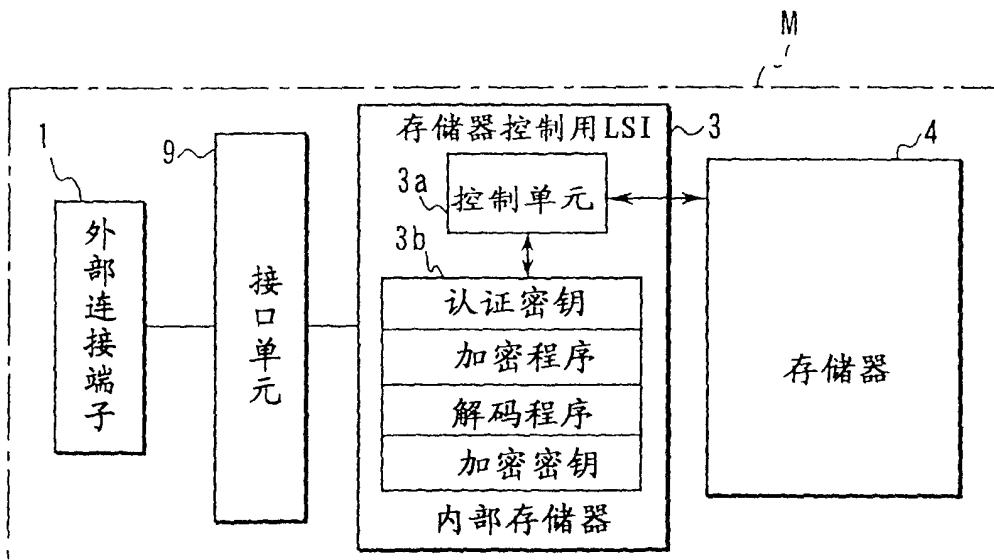 M
1
外部连接端子
9
接口单元
存储器控制用LSI
3
3a
控制单元
3b
认证密钥
加密程序
解码程序
加密密钥
内部存储器
4
存储器